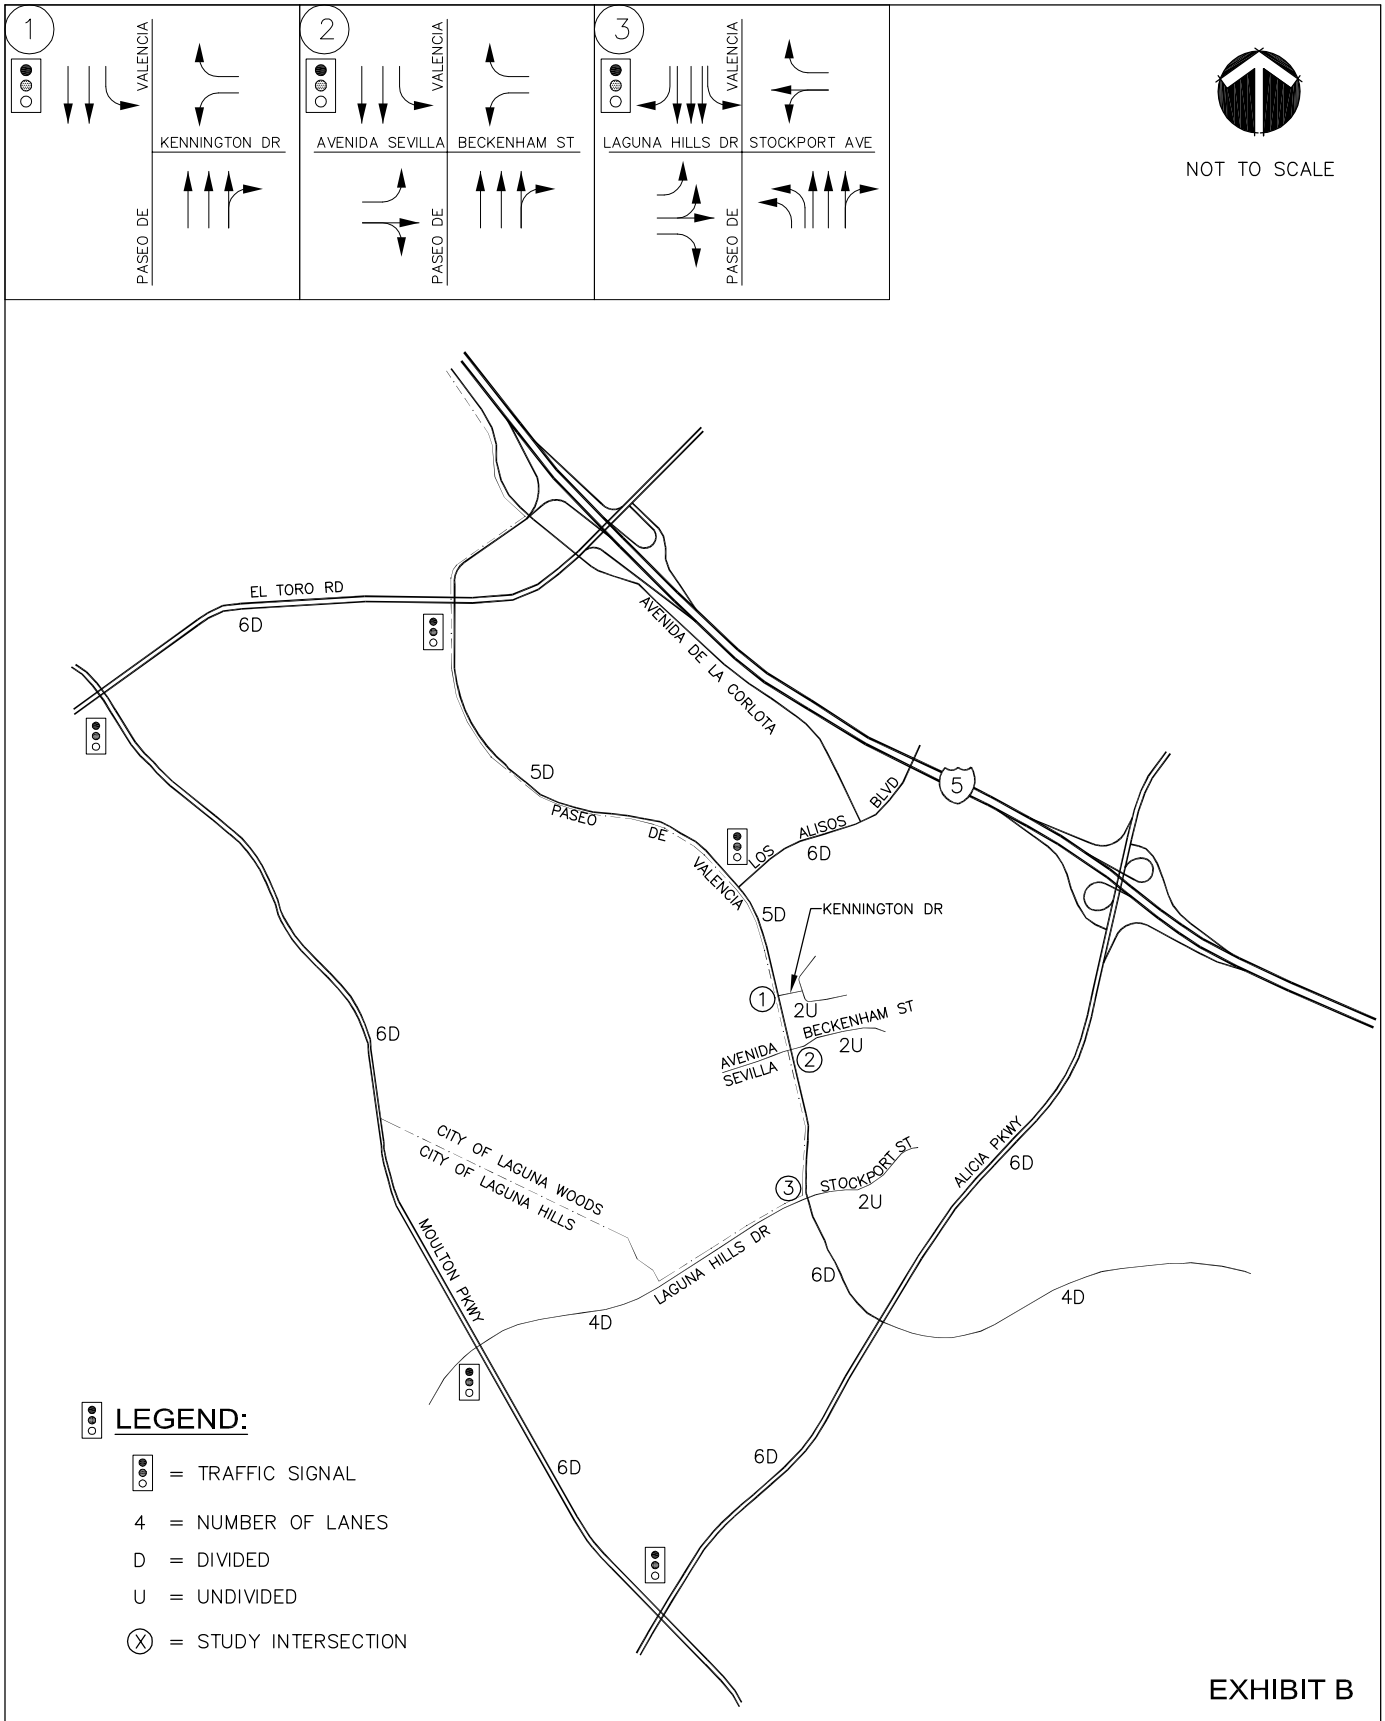 1
VALENCIA
KENNINGTON DR
PASEO DE
2
VALENCIA
AVENIDA SEVILLA
BECKENHAM ST
PASEO DE
3
VALENCIA
LAGUNA HILLS DR
STOCKPORT AVE
PASEO DE
NOT TO SCALE
EL TORO RD
6D
AVENIDA DE LA CORLOTA
5D
PASEO DE VALENCIA
BLVD
5
LOS ALISOS
6D
5D
KENNINGTON DR
1
2U
BECKENHAM ST
2U
AVENIDA
SEVILLA
2
6D
CITY OF LAGUNA WOODS
CITY OF LAGUNA HILLS
ALICIA PKWY
6D
3
STOCKPORT ST
2U
MOULTON PKWY
LAGUNA HILLS DR
6D
4D
4D
LEGEND:
= TRAFFIC SIGNAL
4 = NUMBER OF LANES
D = DIVIDED
U = UNDIVIDED
X = STUDY INTERSECTION
6D
6D
EXHIBIT B